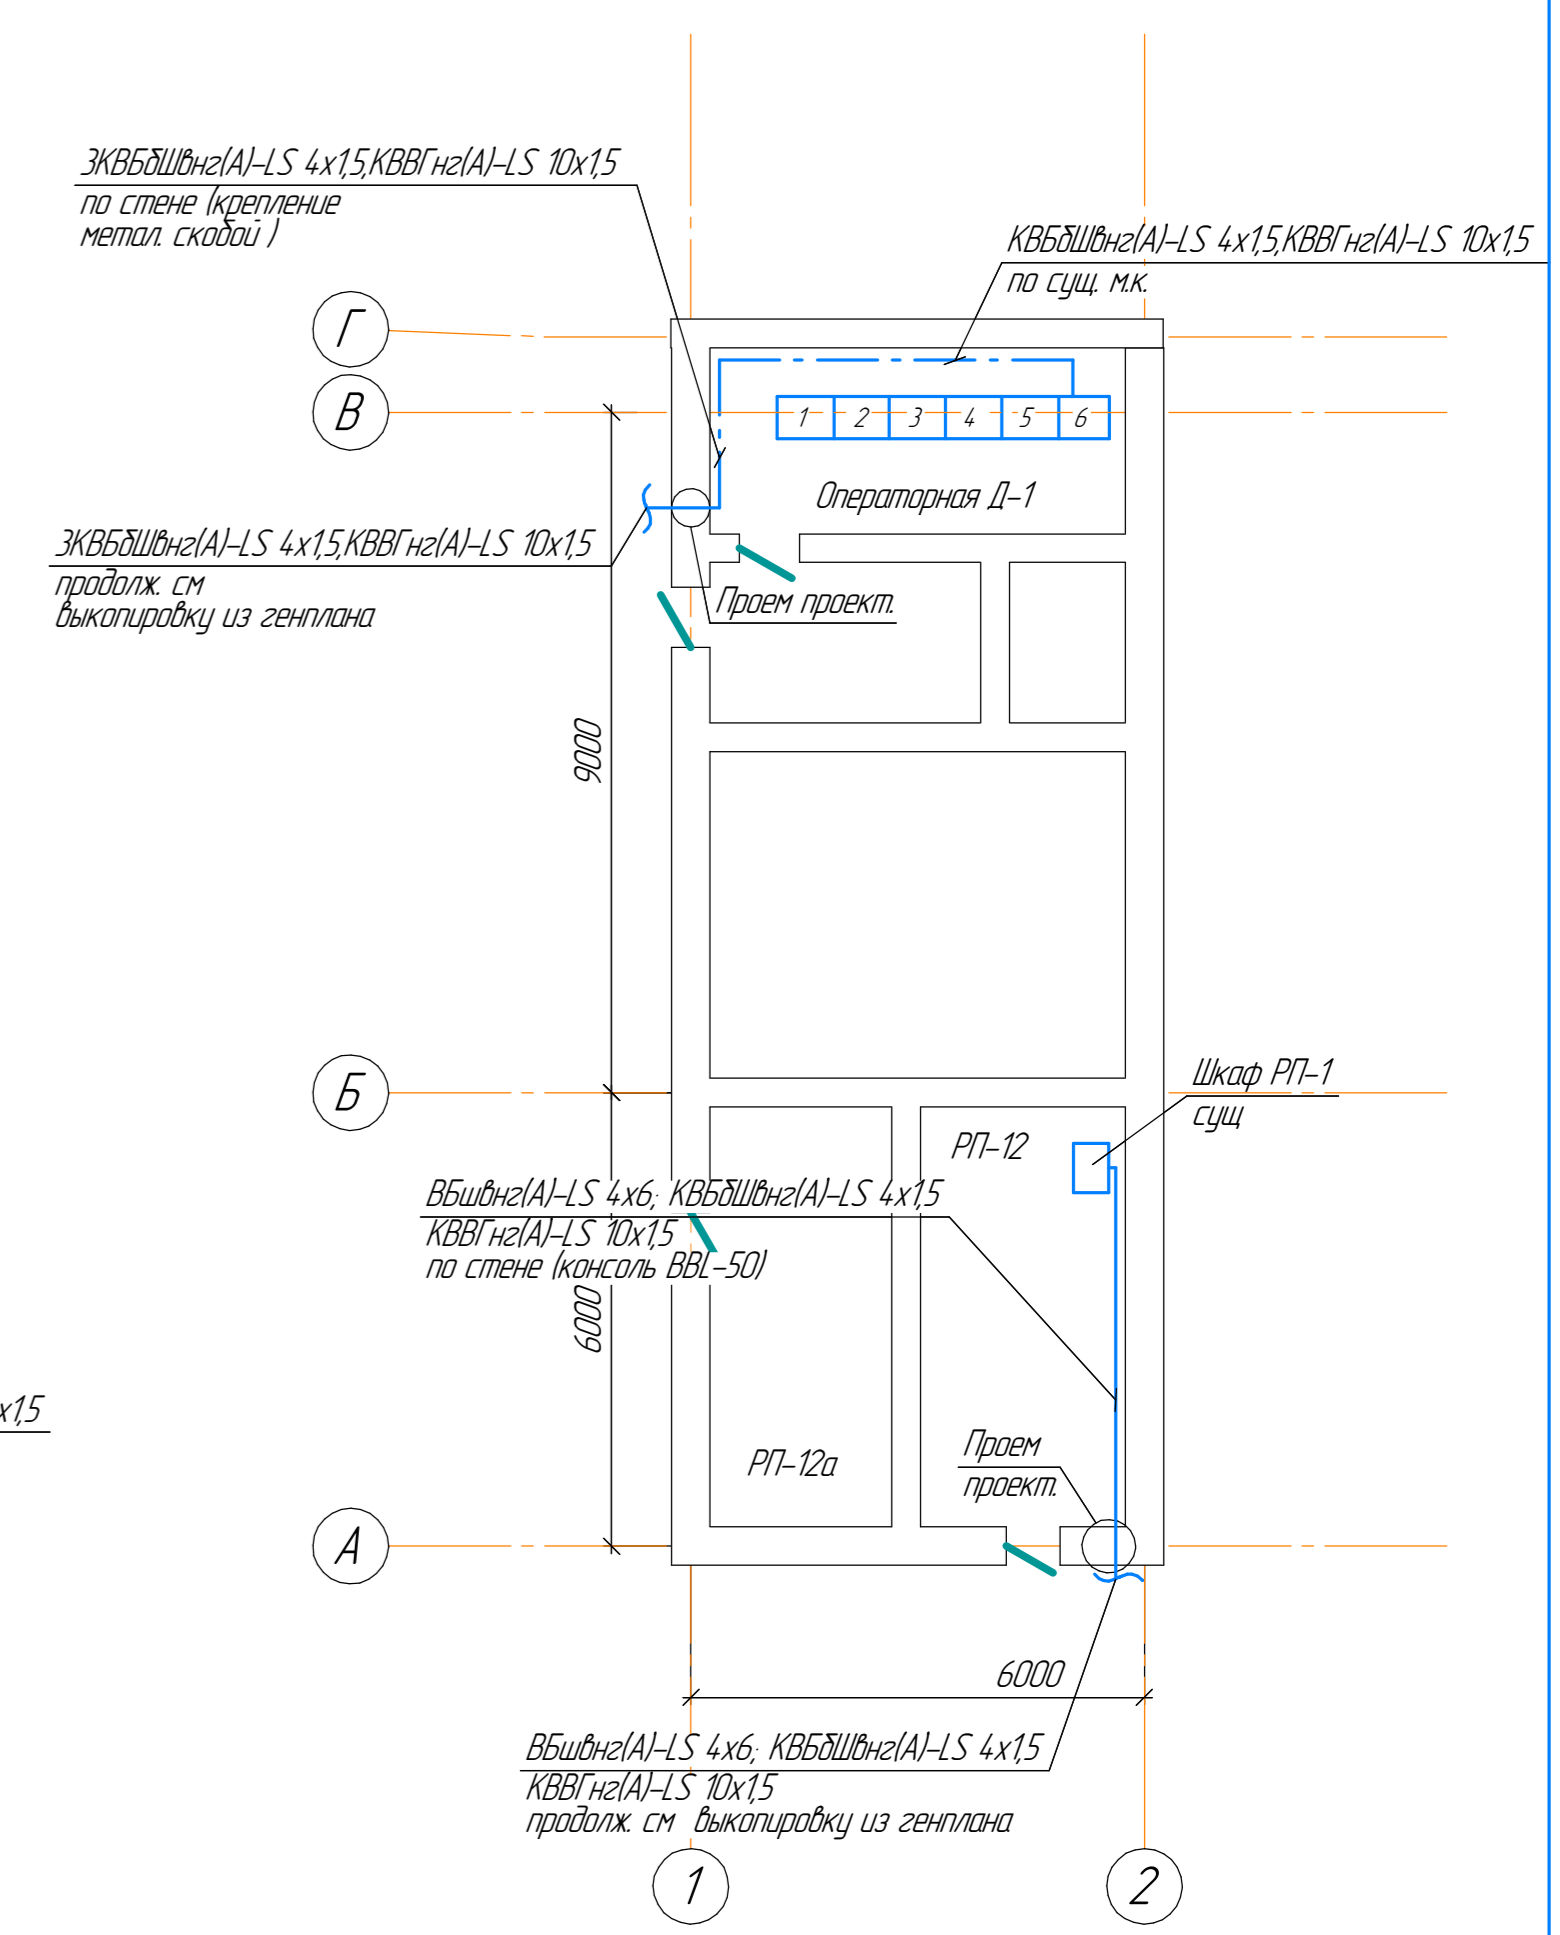 3КВБбШвнг(А)-LS 4х1,5,КВВГнг(А)-LS 10х1,5
по стене (крепление
метал. скобой )
КВБбШвнг(А)-LS 4х1,5,КВВГнг(А)-LS 10х1,5
по сущ. м.к.
Г
В
1 2 3 4 5 6
Операторная Д-1
3КВБбШвнг(А)-LS 4х1,5,КВВГнг(А)-LS 10х1,5
продолж. см
выкопировку из генплана
Проем проект.
9000
Б
Шкаф РП-1
сущ
РП-12
ВБшвнг(А)-LS 4х6; КВБбШвнг(А)-LS 4х1,5
КВВГнг(А)-LS 10х1,5
по стене (консоль BBL-50)
6000
х1,5
РП-12а
Проем
проект.
А
6000
ВБшвнг(А)-LS 4х6; КВБбШвнг(А)-LS 4х1,5
КВВГнг(А)-LS 10х1,5
продолж. см выкопировку из генплана
1
2